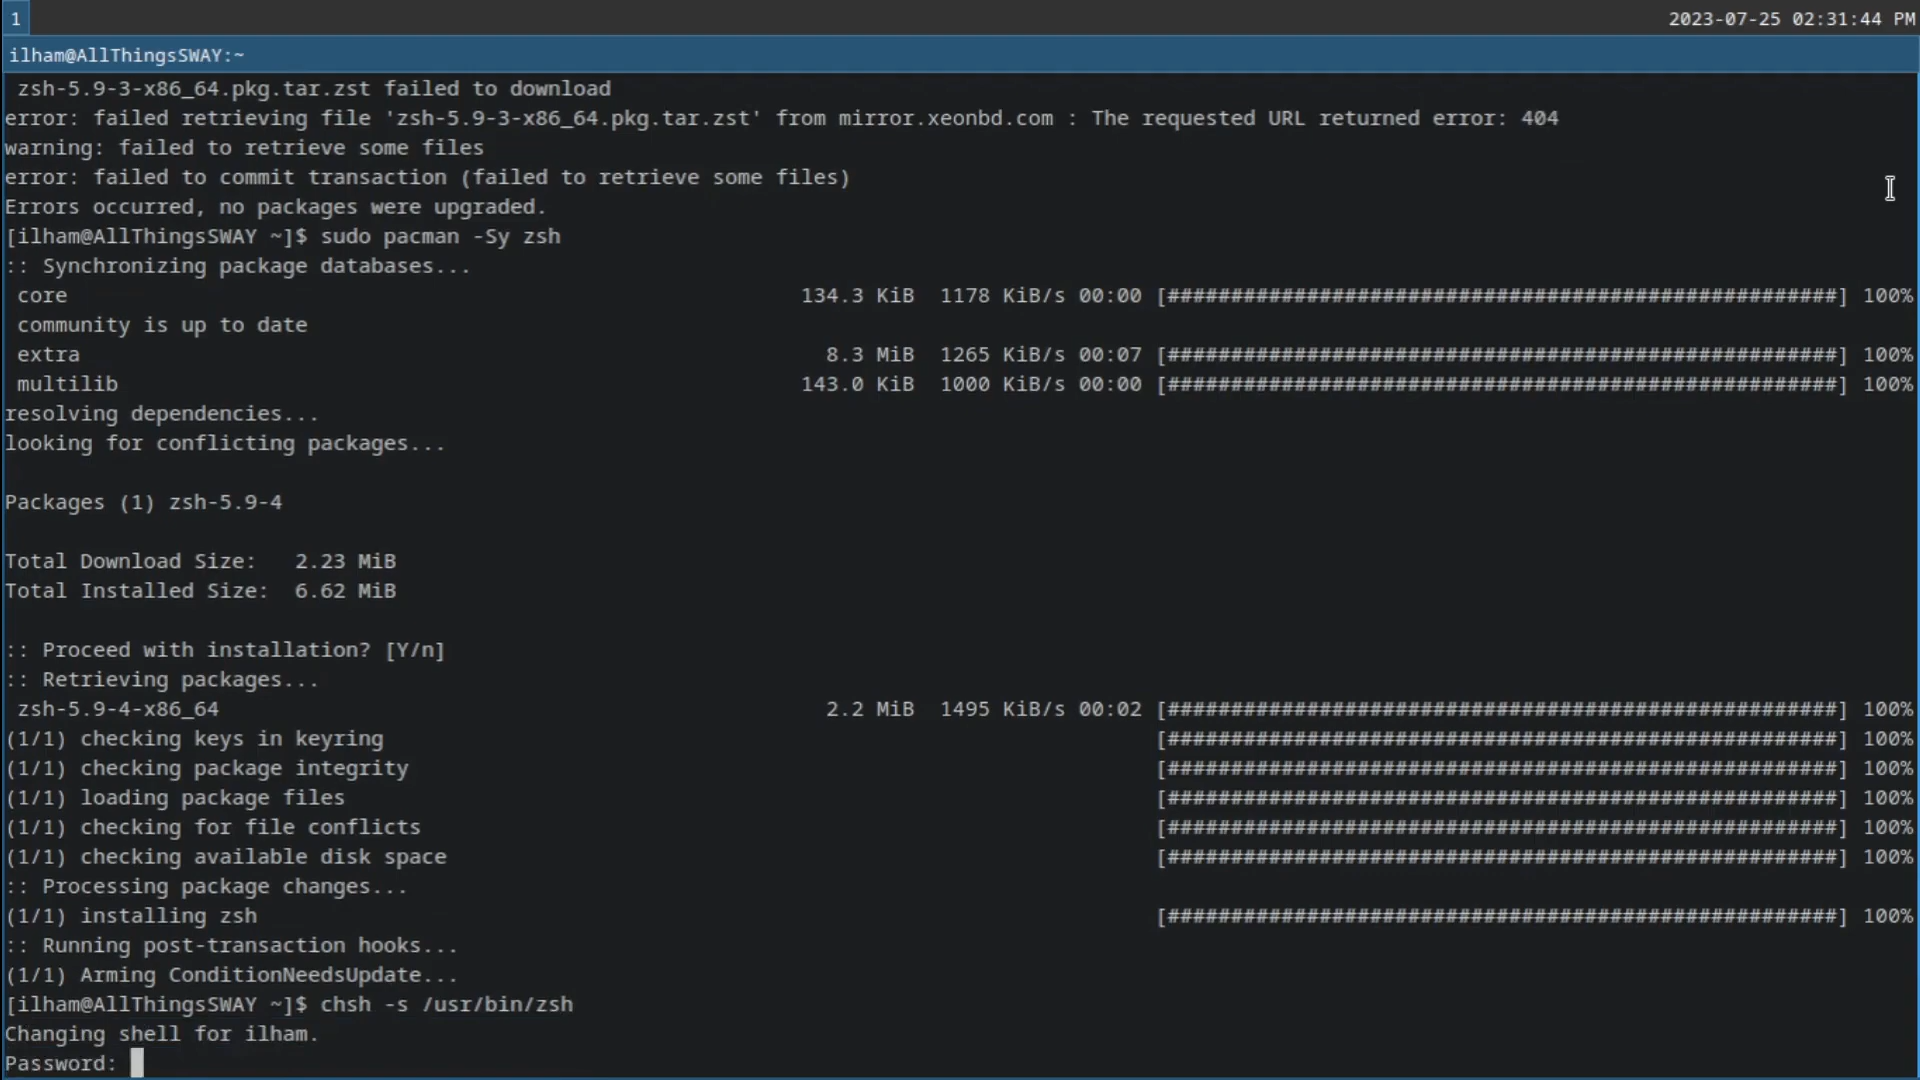 1
2023-07-25 02:31:44 PM
ilham@AllThingsSWAY:~
zsh-5.9-3-x86_64.pkg.tar.zst failed to download
error: failed retrieving file 'zsh-5.9-3-x86_64.pkg.tar.zst' from mirror.xeonbd.com : The requested URL returned error: 404
warning: failed to retrieve some files
error: failed to commit transaction (failed to retrieve some files)
Errors occurred, no packages were upgraded.
[ilham@AllThingsSWAY ~]$ sudo pacman -Sy zsh
:: Synchronizing package databases...
core 134.3 KiB 1178 KiB/s 00:00 [#####################################################] 100%
community is up to date
extra 8.3 MiB 1265 KiB/s 00:07 [#####################################################] 100%
multilib 143.0 KiB 1000 KiB/s 00:00 [#####################################################] 100%
resolving dependencies...
looking for conflicting packages...
Packages (1) zsh-5.9-4
Total Download Size: 2.23 MiB
Total Installed Size: 6.62 MiB
:: Proceed with installation? [Y/n]
:: Retrieving packages...
zsh-5.9-4-x86_64 2.2 MiB 1495 KiB/s 00:02 [#####################################################] 100%
(1/1) checking keys in keyring [#####################################################] 100%
(1/1) checking package integrity [#####################################################] 100%
(1/1) loading package files [#####################################################] 100%
(1/1) checking for file conflicts [#####################################################] 100%
(1/1) checking available disk space [#####################################################] 100%
:: Processing package changes...
(1/1) installing zsh [#####################################################] 100%
:: Running post-transaction hooks...
(1/1) Arming ConditionNeedsUpdate...
[ilham@AllThingsSWAY ~]$ chsh -s /usr/bin/zsh
Changing shell for ilham.
Password: